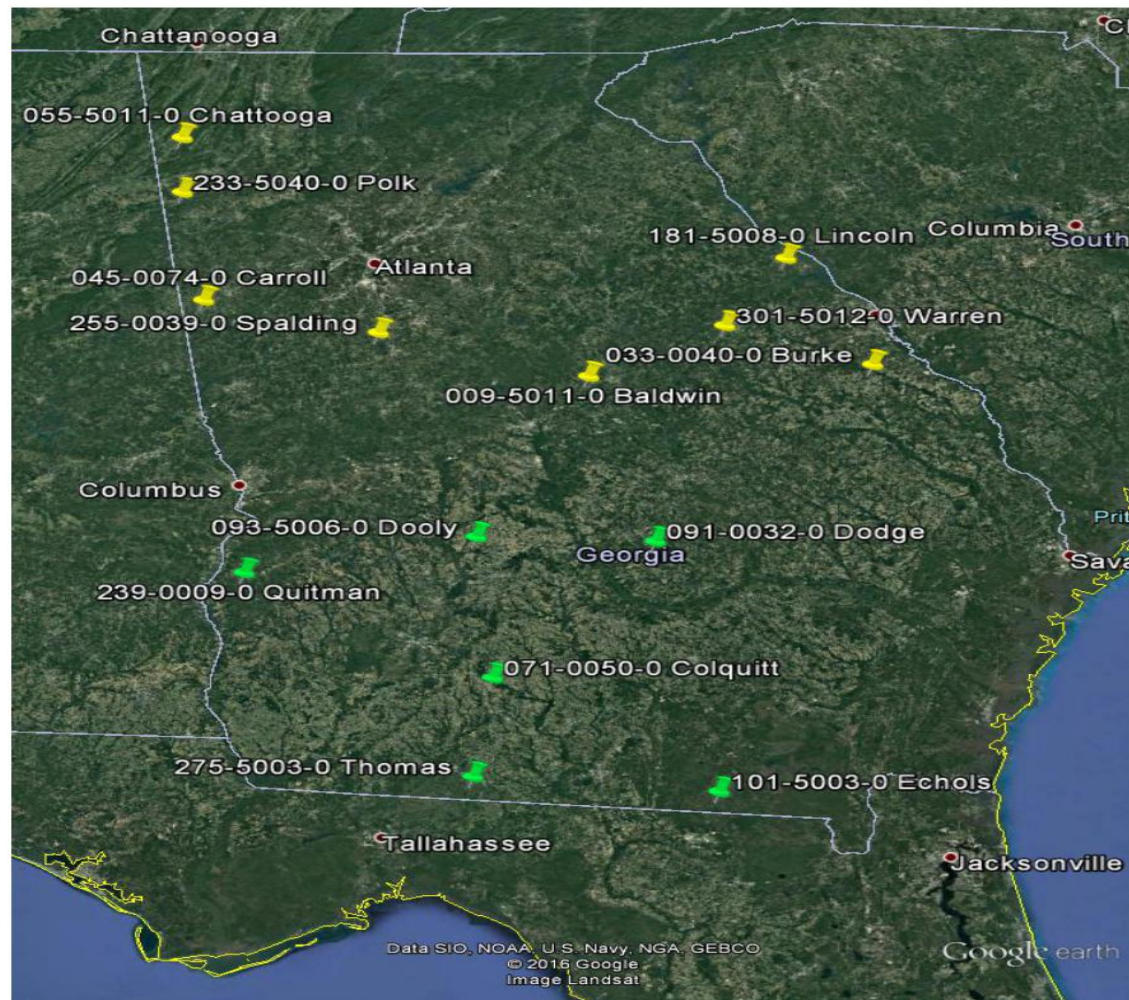 Chattanooga
055-5011-0 Chattooga
233-5040-0 Polk
Columbia
South
181-5008-0 Lincoln
Atlanta
045-0074-0 Carroll
255-0039-0 Spalding
301-5012-0 Warren
033-0040-0 Burke
009-5011-0 Baldwin
Columbus
093-5006-0 Dooly
091-0032-0 Dodge
Georgia
Prit
Sava
239-0009-0 Quitman
071-0050-0 Colquitt
275-5003-0 Thomas
101-5003-0 Echols
Tallahassee
Jacksonville
Data SIO, NOAA, U.S. Navy, NGA, GEBCO
© 2016 Google
Image Landsat
Google earth